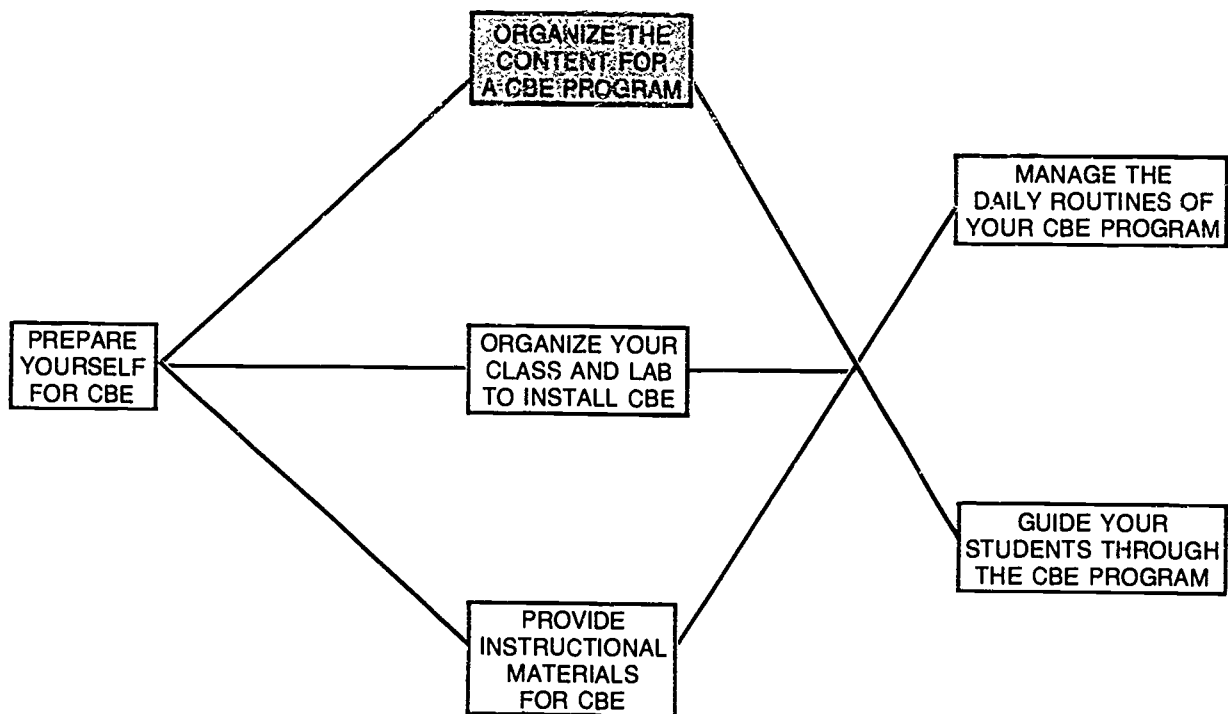 ORGANIZE THE
CONTENT FOR
A CBE PROGRAM
MANAGE THE
DAILY ROUTINES OF
YOUR CBE PROGRAM
PREPARE
YOURSELF
FOR CBE
ORGANIZE YOUR
CLASS AND LAB
TO INSTALL CBE
GUIDE YOUR
STUDENTS THROUGH
THE CBE PROGRAM
PROVIDE
INSTRUCTIONAL
MATERIALS
FOR CBE